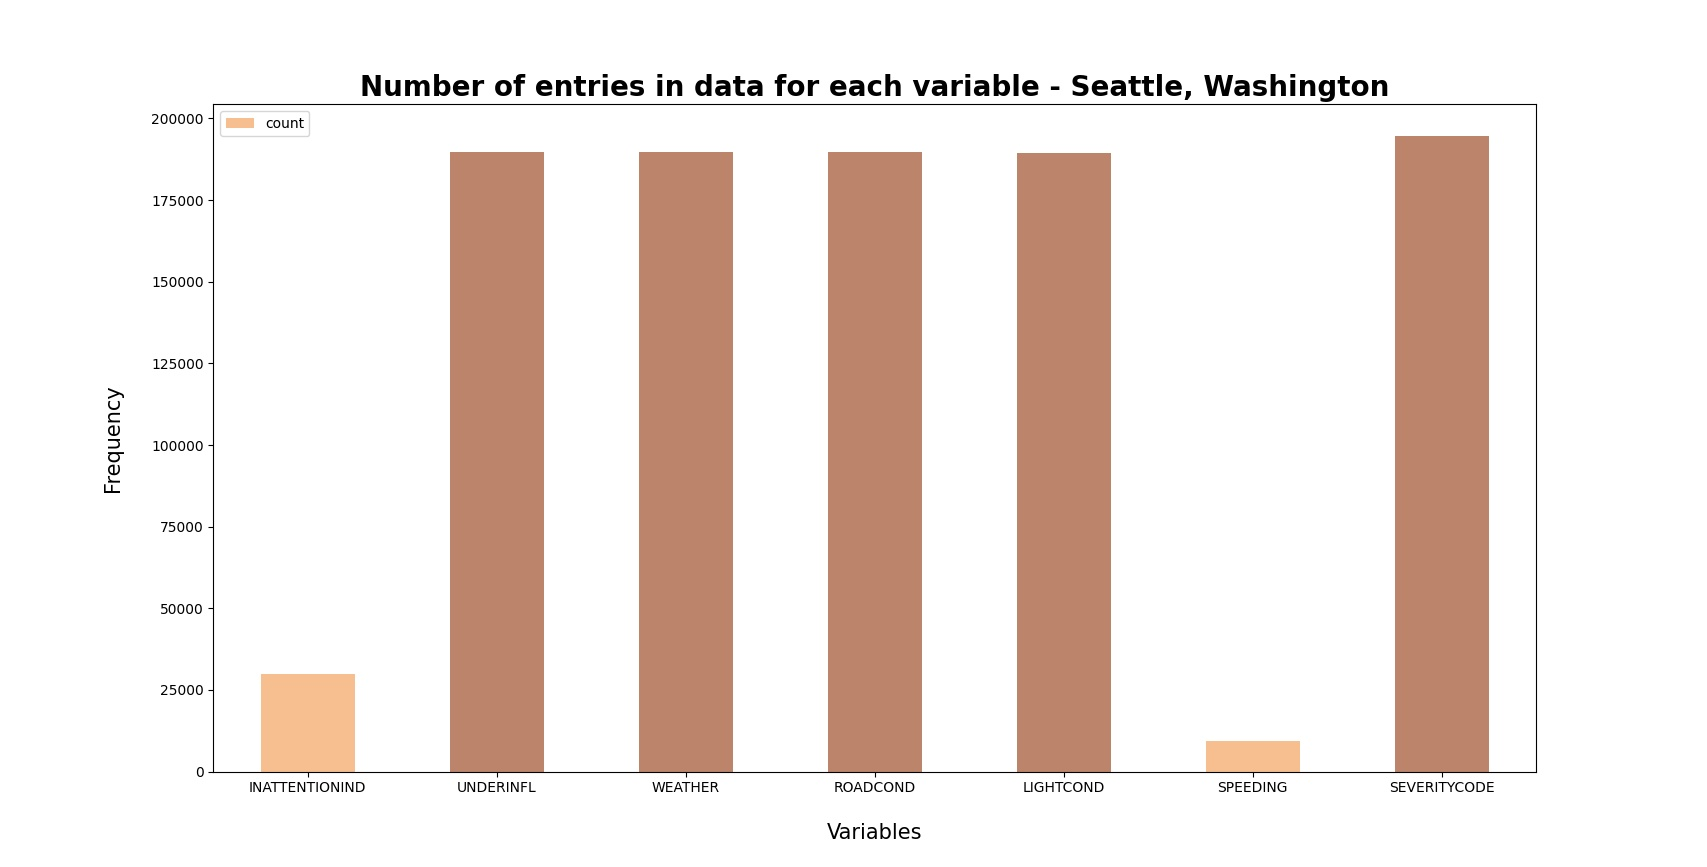 Number of entries in data for each variable - Seattle, Washington
count
200000
175000
150000
125000
100000
75000
50000
25000
0
Frequency
INATTENTIONIND UNDERINFL WEATHER ROADCOND LIGHTCOND SPEEDING SEVERITYCODE
Variables